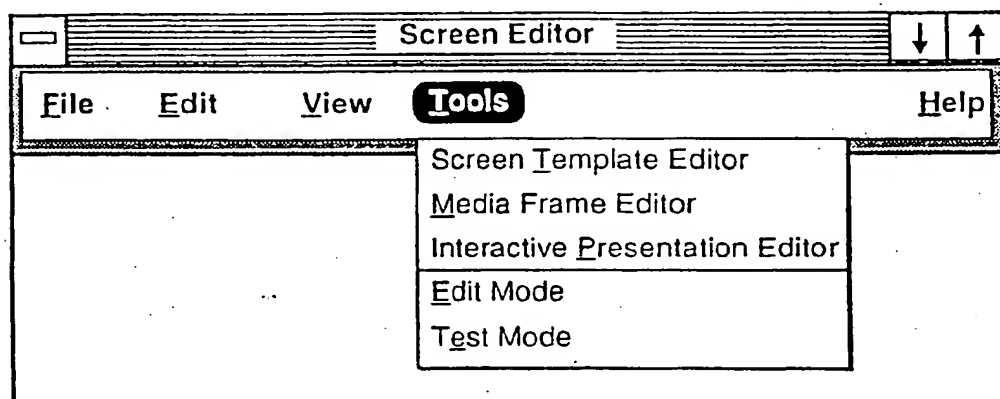 Screen Editor
File Edit View Tools Help
Screen Template Editor
Media Frame Editor
Interactive Presentation Editor
Edit Mode
Test Mode